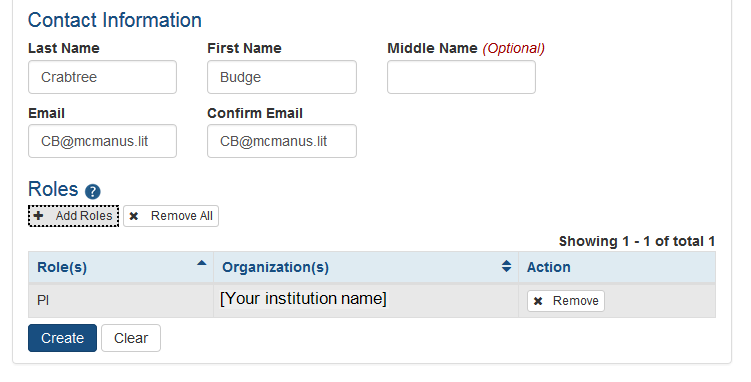 Contact Information
Last Name First Name Middle Name (Optional)
Crabtree Budge
Email Confirm Email
CB@mcmanus.lit CB@mcmanus.lit
Roles ?
+ Add Roles × Remove All
Showing 1 - 1 of total 1
Role(s) Organization(s) Action
PI [Your institution name] × Remove
Create Clear